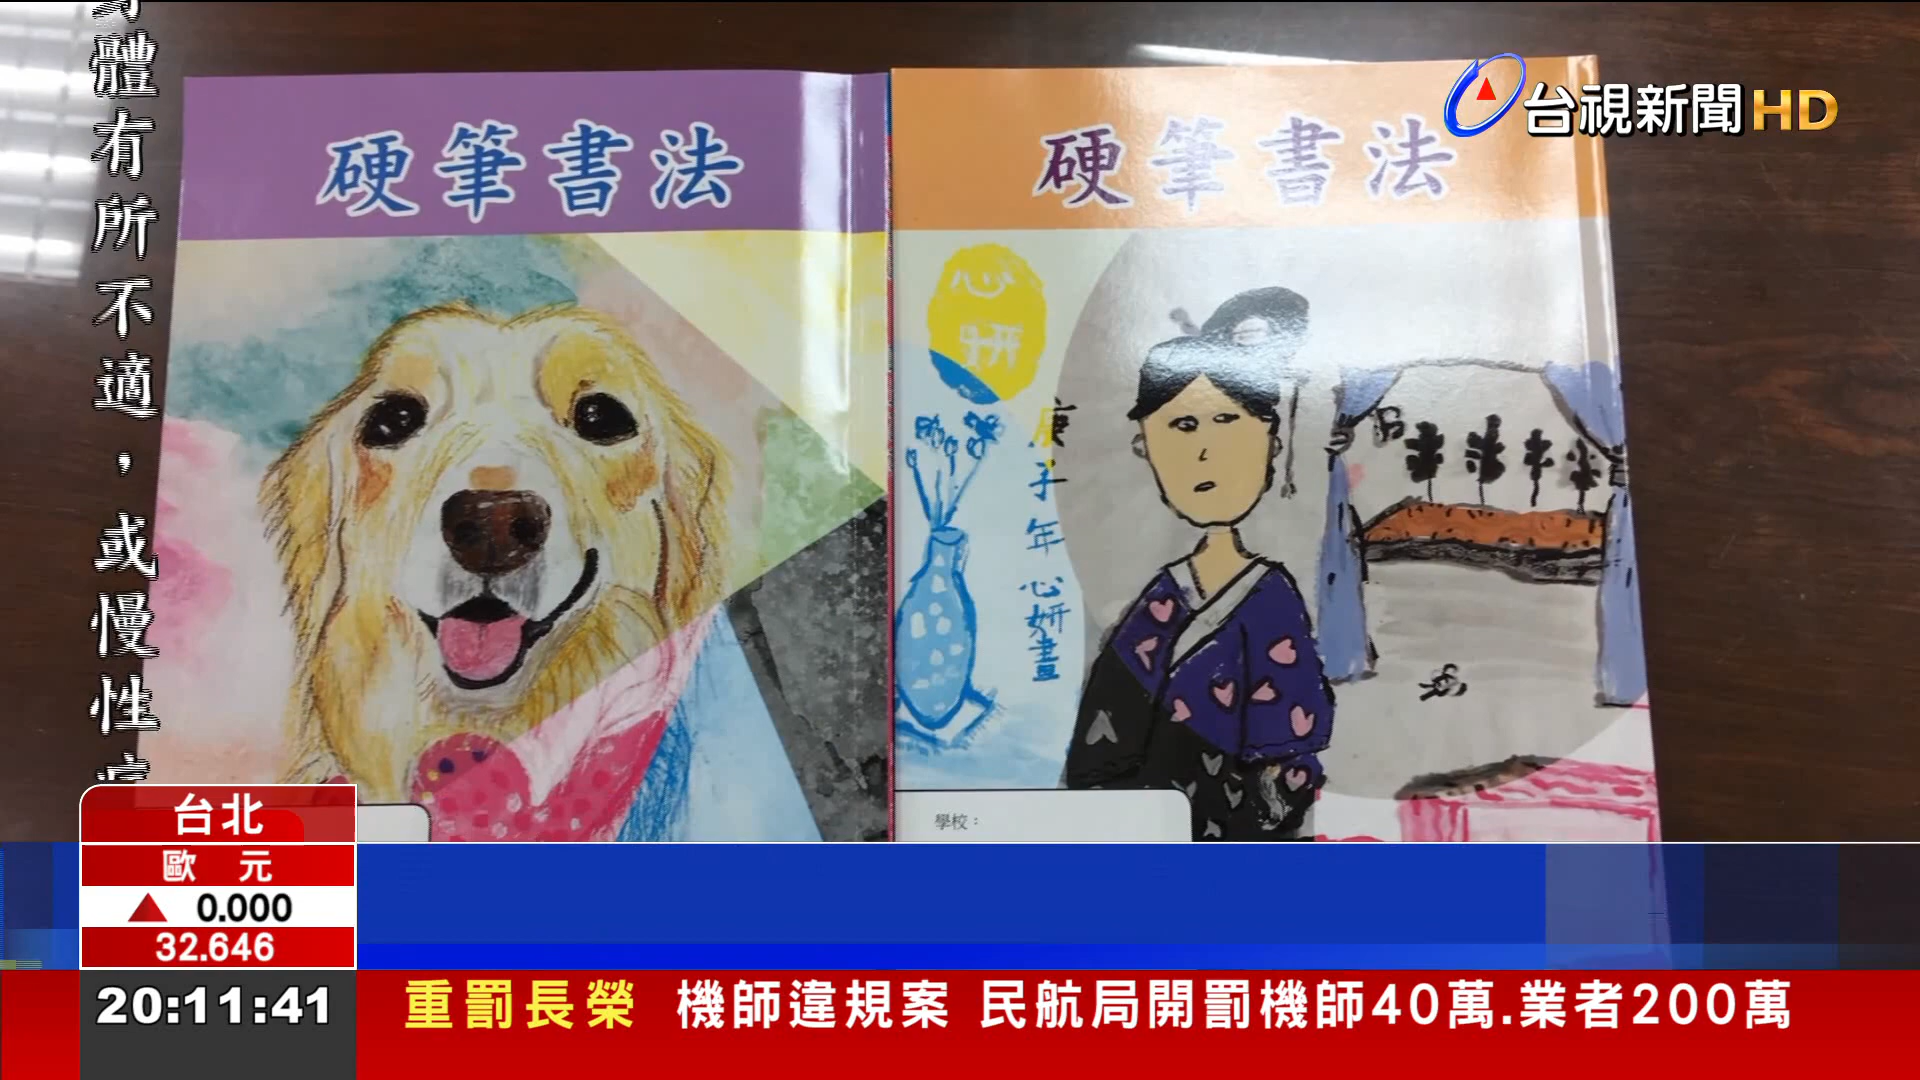 體有所不適，或慢性
硬筆書法
硬筆書法
台視新聞HD
心妍
庚子年心妍畫
學校：
台北
歐 元
0.000
32.646
20:11:41
重罰長榮 機師違規案 民航局開罰機師40萬.業者200萬